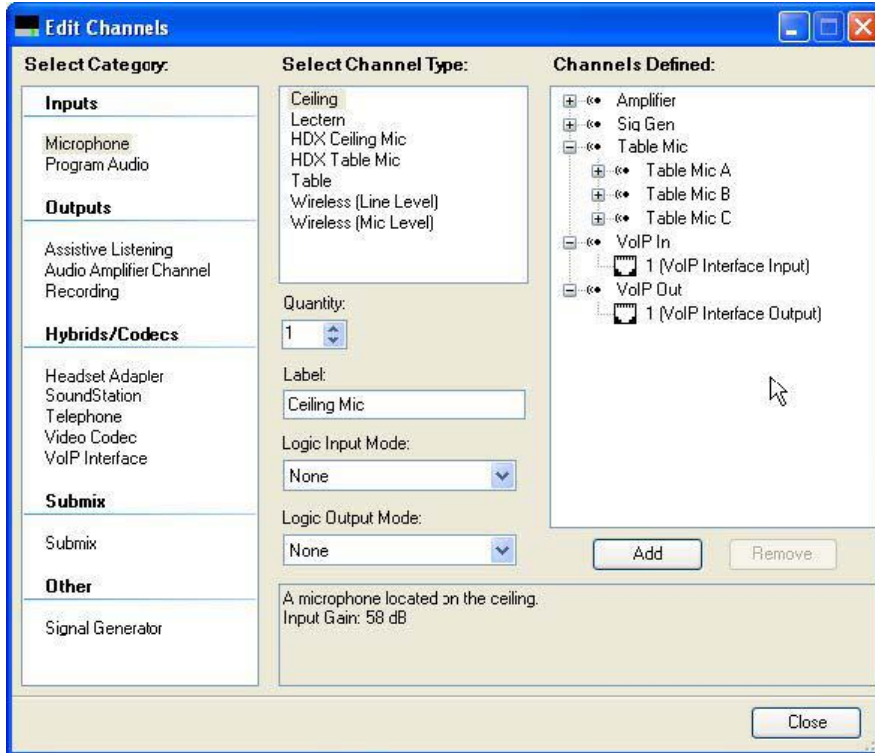 Edit Channels
Select Category:
Inputs
Microphone
Program Audio
Outputs
Assistive Listening
Audio Amplifier Channel
Recording
Hybrids/Codecs
Headset Adapter
SoundStation
Telephone
Video Codec
VoIP Interface
Submix
Submix
Other
Signal Generator
Select Channel Type:
Ceiling
Lectern
HDX Ceiling Mic
HDX Table Mic
Table
Wireless (Line Level)
Wireless (Mic Level)
Quantity:
1
Label:
Ceiling Mic
Logic Input Mode:
None
Logic Output Mode:
None
Channels Defined:
Amplifier
Sig Gen
Table Mic
Table Mic A
Table Mic B
Table Mic C
VoIP In
1 (VoIP Interface Input)
VoIP Out
1 (VoIP Interface Output)
Add
Remove
A microphone located on the ceiling.
Input Gain: 58 dB
Close